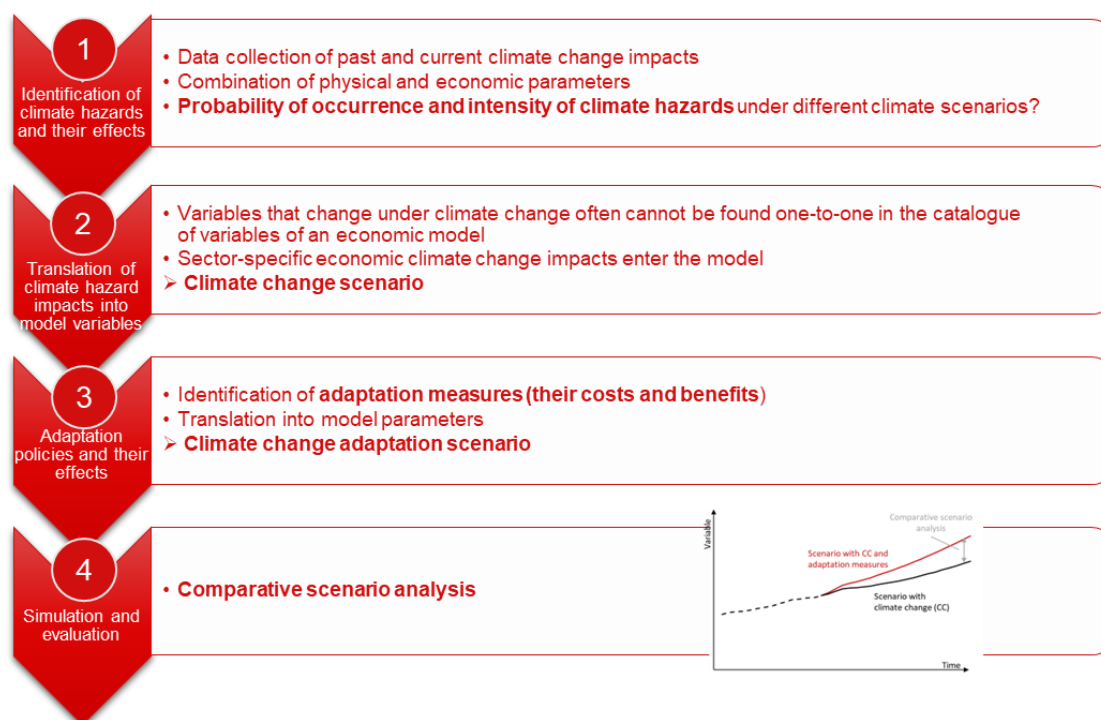 1
Identification of
climate hazards
and their effects
• Data collection of past and current climate change impacts
• Combination of physical and economic parameters
• Probability of occurrence and intensity of climate hazards under different climate scenarios?
2
Translation of
climate hazard
impacts into
model variables
• Variables that change under climate change often cannot be found one-to-one in the catalogue
of variables of an economic model
• Sector-specific economic climate change impacts enter the model
➢ Climate change scenario
3
Adaptation
policies and their
effects
• Identification of adaptation measures (their costs and benefits)
• Translation into model parameters
➢ Climate change adaptation scenario
4
Simulation and
evaluation
• Comparative scenario analysis
Variable
Comparative scenario
analysis
Scenario with CC and
adaptation measures
Scenario with
climate change (CC)
Time